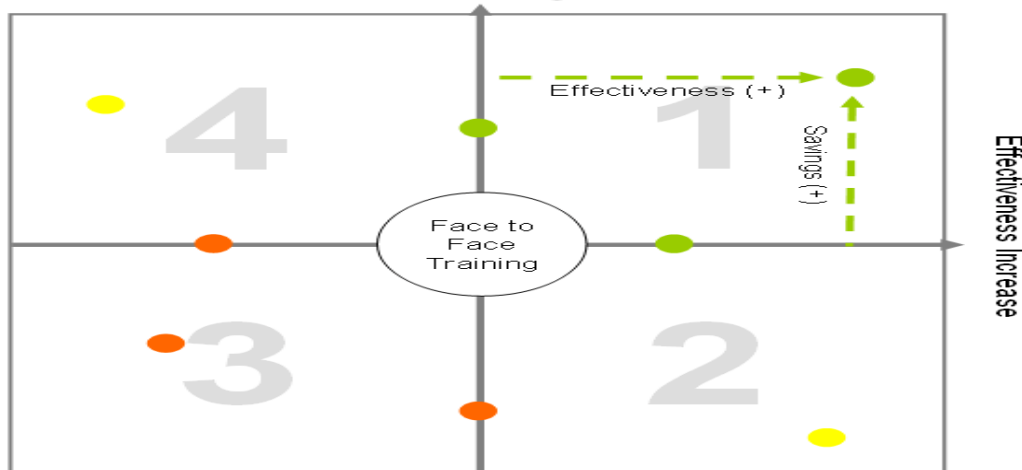 4
1
Effectiveness (+)
Savings (+)
Effectiveness Increase
Face to
Face
Training
3
2